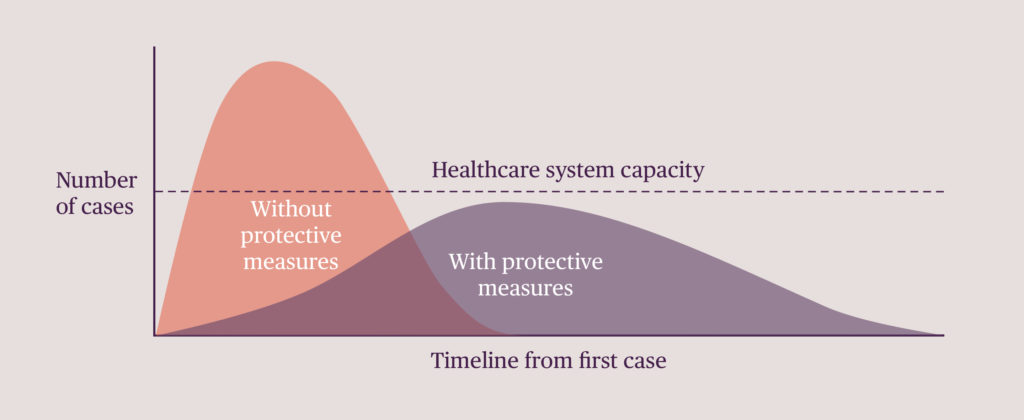 Healthcare system capacity
Number
of cases
Without
protective
measures
With protective
measures
Timeline from first case